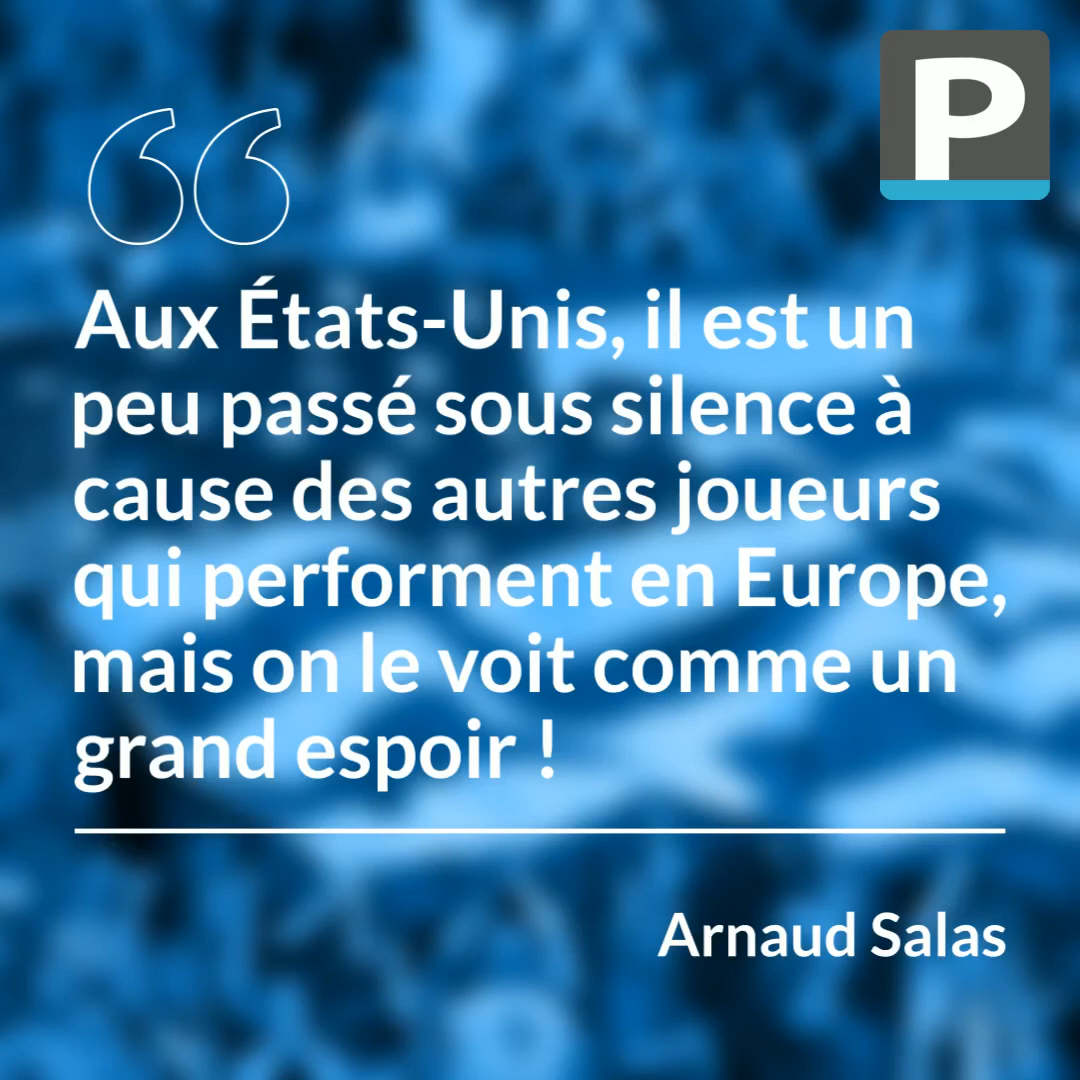 P
“
Aux États-Unis, il est un
peu passé sous silence à
cause des autres joueurs
qui performent en Europe,
mais on le voit comme un
grand espoir !
Arnaud Salas